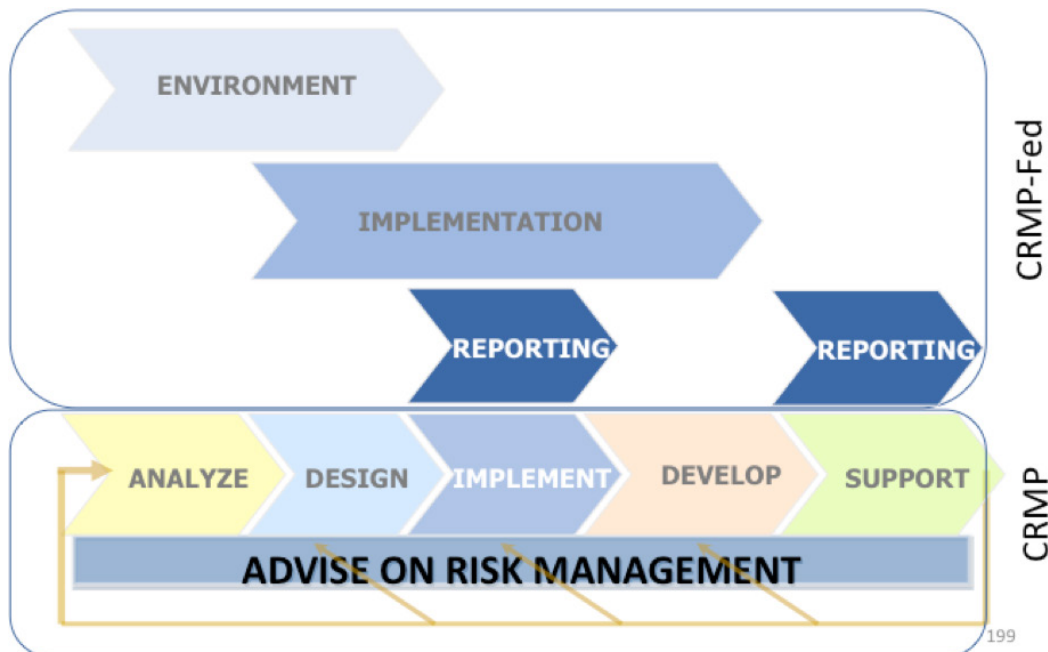 ENVIRONMENT
IMPLEMENTATION
REPORTING
REPORTING
CRMP-Fed
ANALYZE
DESIGN
IMPLEMENT
DEVELOP
SUPPORT
ADVISE ON RISK MANAGEMENT
CRMP
199